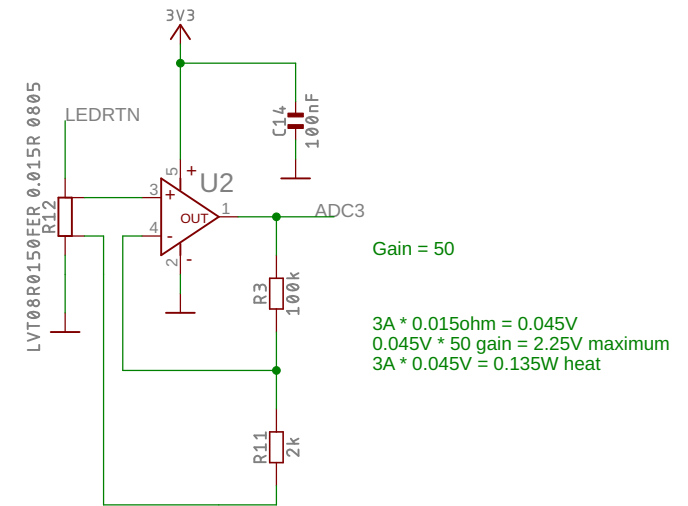 3V3
LEDRTN
LVT08R0150FER 0.015R 0805
R12
C14
100nF
5
+
U2
3
+
OUT
1
ADC3
4
-
2
-
Gain = 50
R3
100k
3A * 0.015ohm = 0.045V
0.045V * 50 gain = 2.25V maximum
3A * 0.045V = 0.135W heat
R11
2k